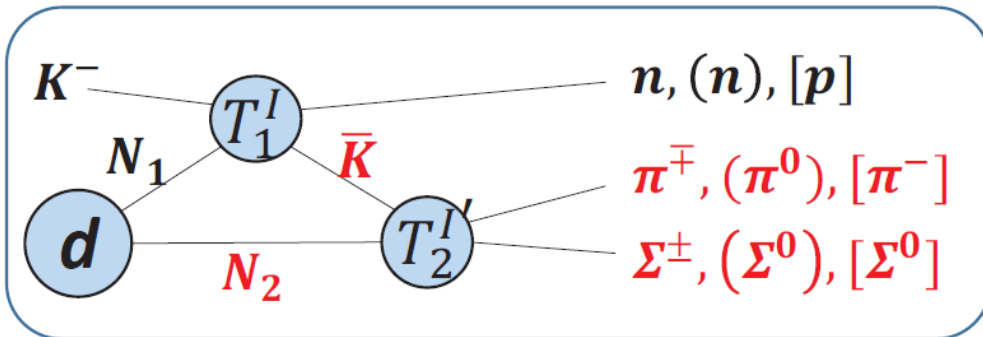 K⁻ n, (n), [p]
T₁ᴵ
N₁ K̅
π^∓, (π⁰), [π⁻]
d T₂ᴵ′
N₂ Σ^±, (Σ⁰), [Σ⁰]